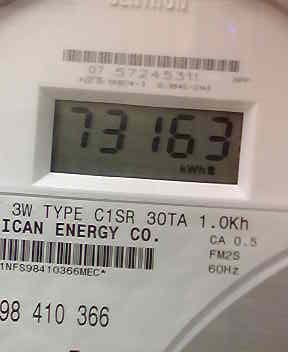 CENTRON
07 57245311
73163
kWh
3W TYPE C1SR 30TA 1.0Kh
ICAN ENERGY CO.
CA 0.5
FM2S
60Hz
1NFS98410366MEC*
98 410 366